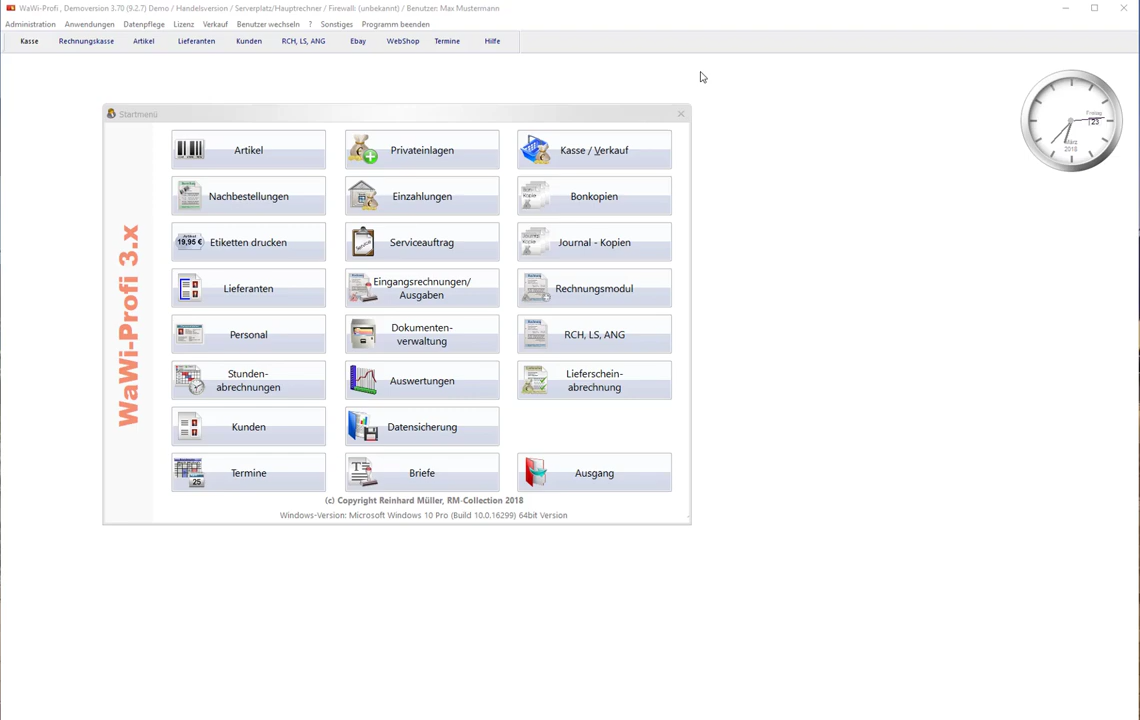 WaWi-Profi , Demoversion 3.70 (9.2.7) Demo / Handelsversion / Serverplatz/Hauptrechner / Firewall: (unbekannt) / Benutzer: Max Mustermann
Administration Anwendungen Datenpflege Lizenz Verkauf Benutzer wechseln ? Sonstiges Programm beenden
Kasse Rechnungskasse Artikel Lieferanten Kunden RCH, LS, ANG Ebay WebShop Termine Hilfe
Freitag
23
März
2018
Startmenü
WaWi-Profi 3.x
Artikel Privateinlagen Kasse / Verkauf
Nachbestellungen Einzahlungen Bonkopien
Etiketten drucken Serviceauftrag Journal - Kopien
19,95 €
Lieferanten
Eingangsrechnungen/
Ausgaben
Rechnungsmodul
Personal
Dokumenten-
verwaltung
RCH, LS, ANG
Stunden-
abrechnungen
Auswertungen
Lieferschein-
abrechnung
Kunden Datensicherung
Termine Briefe Ausgang
25
(c) Copyright Reinhard Müller, RM-Collection 2018
Windows-Version: Microsoft Windows 10 Pro (Build 10.0.16299) 64bit Version